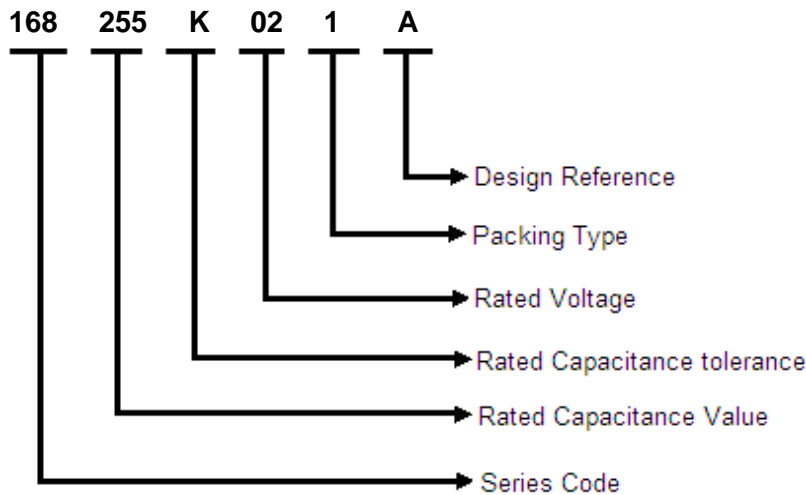 168 255 K 02 1 A
Design Reference
Packing Type
Rated Voltage
Rated Capacitance tolerance
Rated Capacitance Value
Series Code